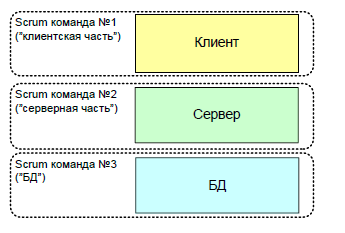 Scrum команда №1
("клиентская часть")
Клиент
Scrum команда №2
("серверная часть")
Сервер
Scrum команда №3
("БД")
БД